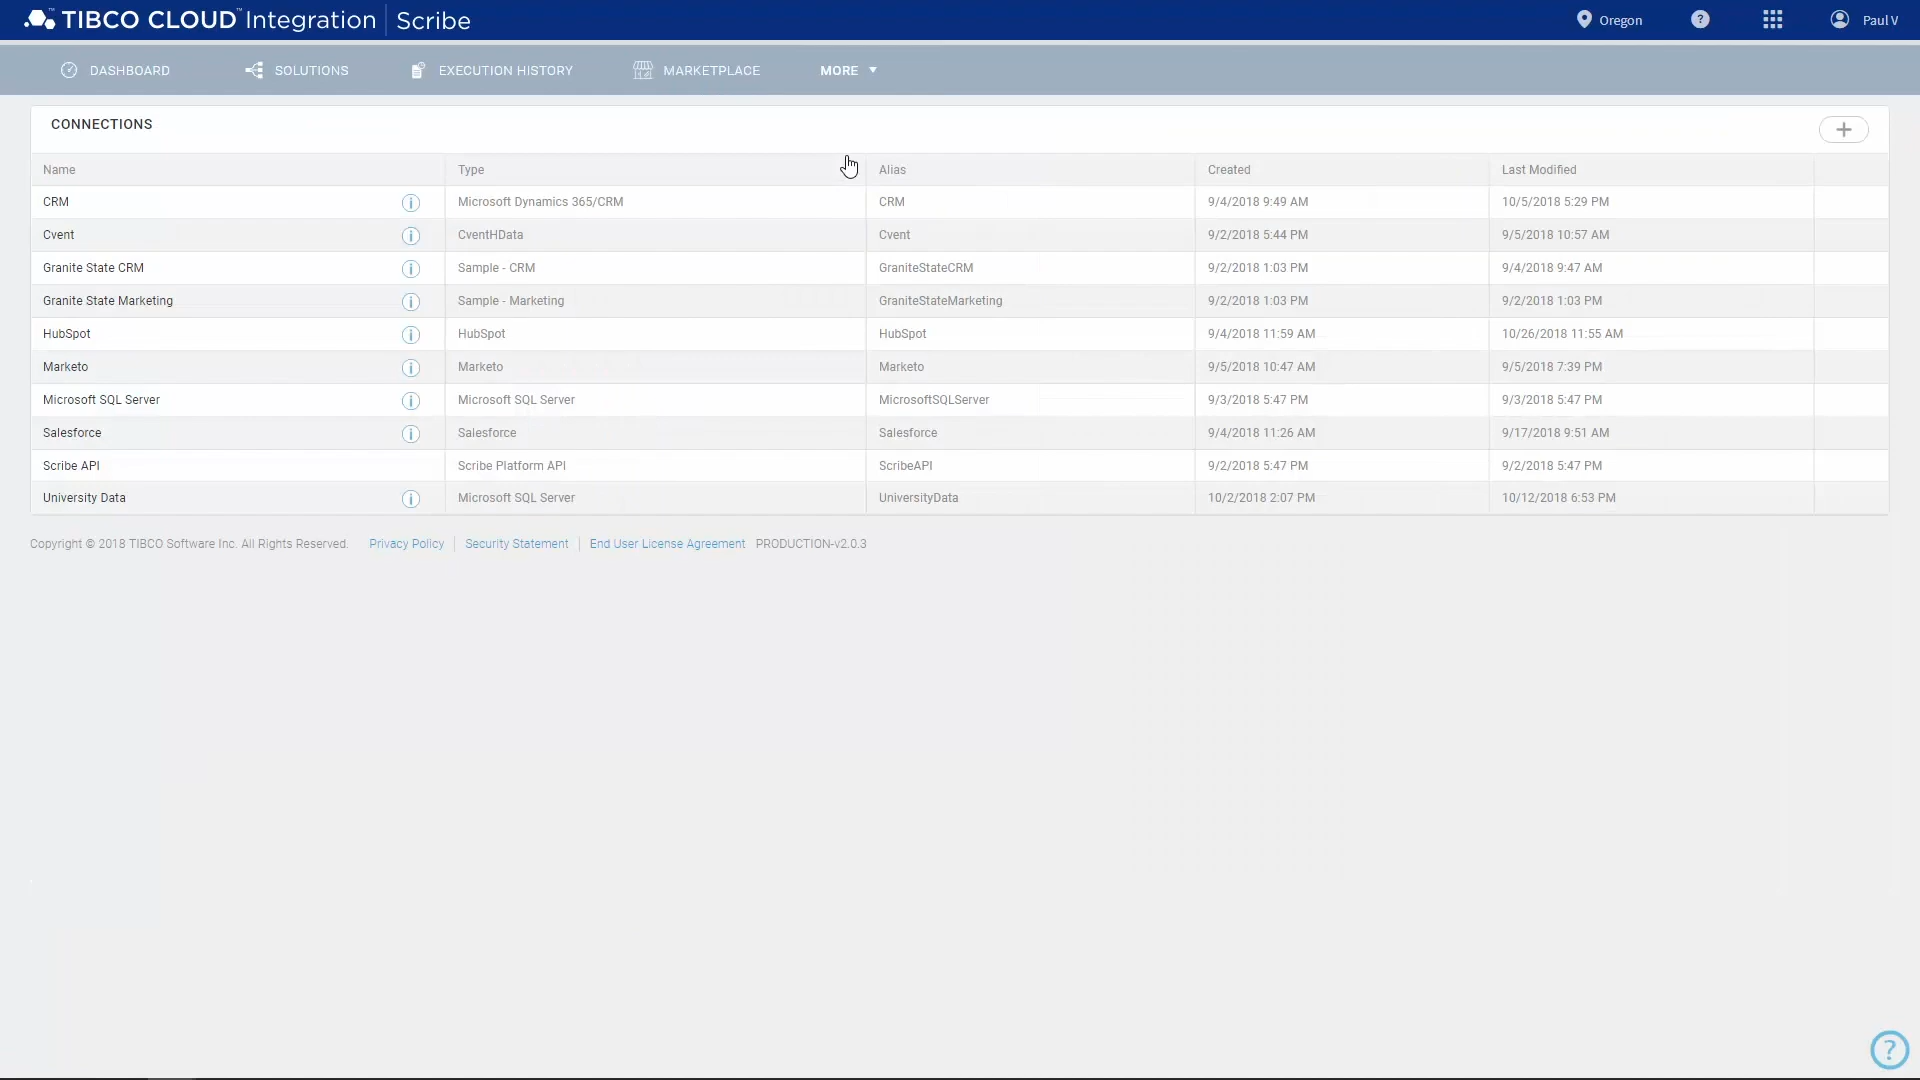 TIBCO CLOUD™ Integration | Scribe
Oregon
?
Paul V
DASHBOARD
SOLUTIONS
EXECUTION HISTORY
MARKETPLACE
MORE
CONNECTIONS
+
Name Type Alias Created Last Modified
CRM i Microsoft Dynamics 365/CRM CRM 9/4/2018 9:49 AM 10/5/2018 5:29 PM
Cvent i CventHData Cvent 9/2/2018 5:44 PM 9/5/2018 10:57 AM
Granite State CRM i Sample - CRM GraniteStateCRM 9/2/2018 1:03 PM 9/4/2018 9:47 AM
Granite State Marketing i Sample - Marketing GraniteStateMarketing 9/2/2018 1:03 PM 9/2/2018 1:03 PM
HubSpot i HubSpot HubSpot 9/4/2018 11:59 AM 10/26/2018 11:55 AM
Marketo i Marketo Marketo 9/5/2018 10:47 AM 9/5/2018 7:39 PM
Microsoft SQL Server i Microsoft SQL Server MicrosoftSQLServer 9/3/2018 5:47 PM 9/3/2018 5:47 PM
Salesforce i Salesforce Salesforce 9/4/2018 11:26 AM 9/17/2018 9:51 AM
Scribe API Scribe Platform API ScribeAPI 9/2/2018 5:47 PM 9/2/2018 5:47 PM
University Data i Microsoft SQL Server UniversityData 10/2/2018 2:07 PM 10/12/2018 6:53 PM
Copyright © 2018 TIBCO Software Inc. All Rights Reserved. Privacy Policy | Security Statement | End User License Agreement PRODUCTION-v2.0.3
?